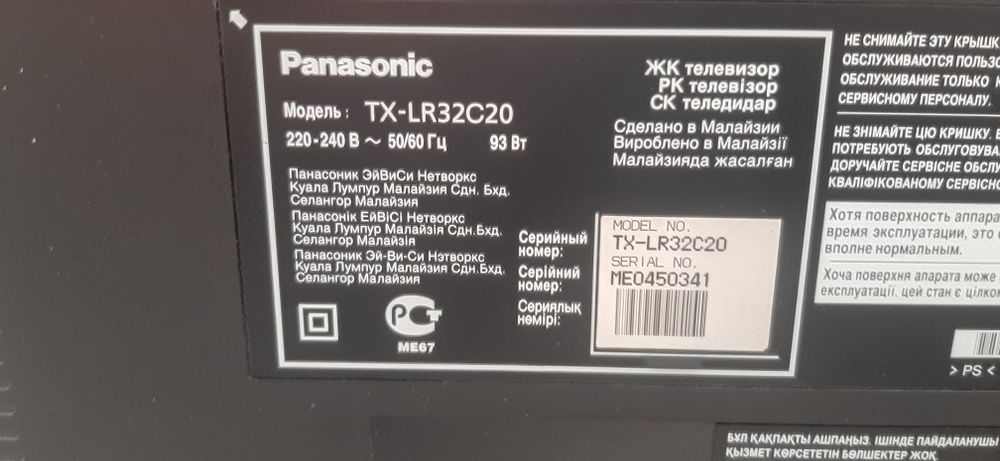 Panasonic
ЖК телевизор
РК телевізор
СК теледидар
Модель : TX-LR32C20
220-240 В ~ 50/60 Гц 93 Вт
Сделано в Малайзии
Вироблено в Малайзії
Малайзияда жасалған
Панасоник ЭйВиСи Нетворкс
Куала Лумпур Малайзия Сдн. Бхд.
Селангор Малайзия
Панасонік ЕйВіСі Нетворкс
Куала Лумпур Малайзія Сдн.Бхд.
Селангор Малайзія
Панасоник Эй-Ви-Си Нэтворкс
Куала Лумпур Малайзия Сдн.Бхд.
Селангор Малайзия
РСТ
ME67
Серийный
номер:
Серійний
номер:
Сериялық
нөмірі:
MODEL NO.
TX-LR32C20
SERIAL NO.
ME0450341
НЕ СНИМАЙТЕ ЭТУ КРЫШК
ОБСЛУЖИВАЮТСЯ ПОЛЬЗО
ОБСЛУЖИВАНИЕ ТОЛЬКО
СЕРВИСНОМУ ПЕРСОНАЛУ.
НЕ ЗНІМАЙТЕ ЦЮ КРИШКУ.
ПОТРЕБУЮТЬ ОБСЛУГОВУВА
ДОРУЧАЙТЕ СЕРВІСНЕ ОБСЛУ
КВАЛІФІКОВАНОМУ СЕРВІСНО
Хотя поверхность аппара
время эксплуатации, это
вполне нормальным.
Хоча поверхня апарата може
експлуатації, цей стан є цілко
> PS <
БҰЛ ҚАҚПАҚТЫ АШПАҢЫЗ. ІШІНДЕ ПАЙДАЛАНУШЫ
ҚЫЗМЕТ КӨРСЕТЕТІН БӨЛШЕКТЕР ЖОҚ